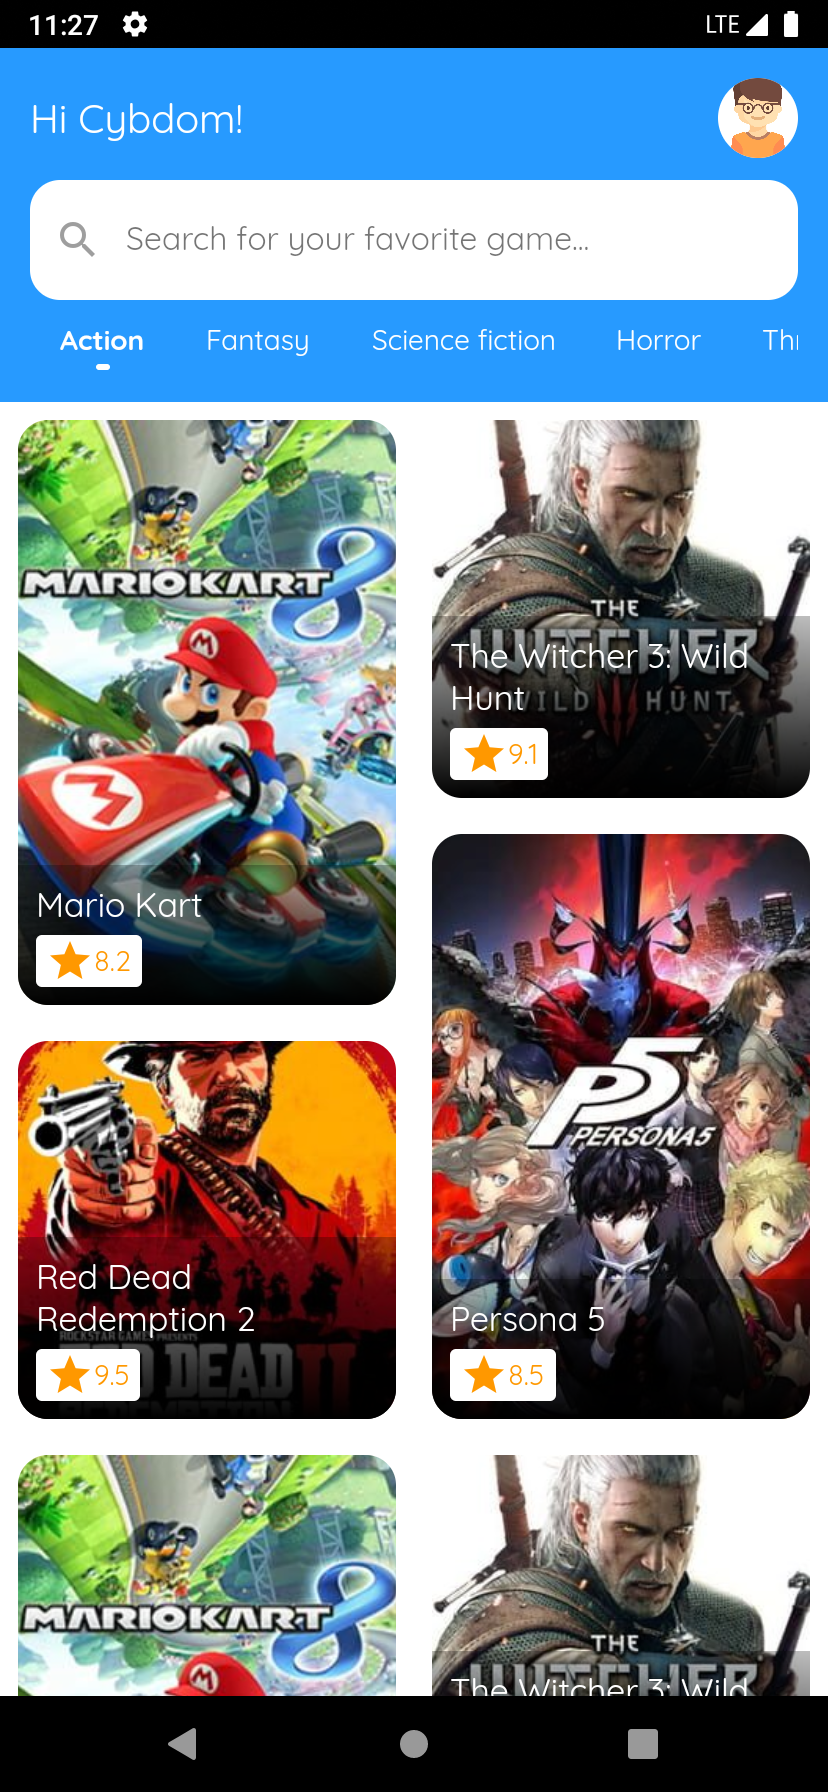 11:27
LTE
Hi Cybdom!
Search for your favorite game...
Action Fantasy Science fiction Horror Thr
MARIOKART 8
M
Mario Kart
8.2
THE
WITCHER
WILD III HUNT
The Witcher 3: Wild
Hunt
9.1
Red Dead
Redemption 2
ROCKSTAR GAMES PRESENTS
RED DEAD
REDEMPTION II
9.5
P5
PERSONA5
Persona 5
8.5
MARIOKART 8
M
THE
WITCHER
The Witcher 3: Wild